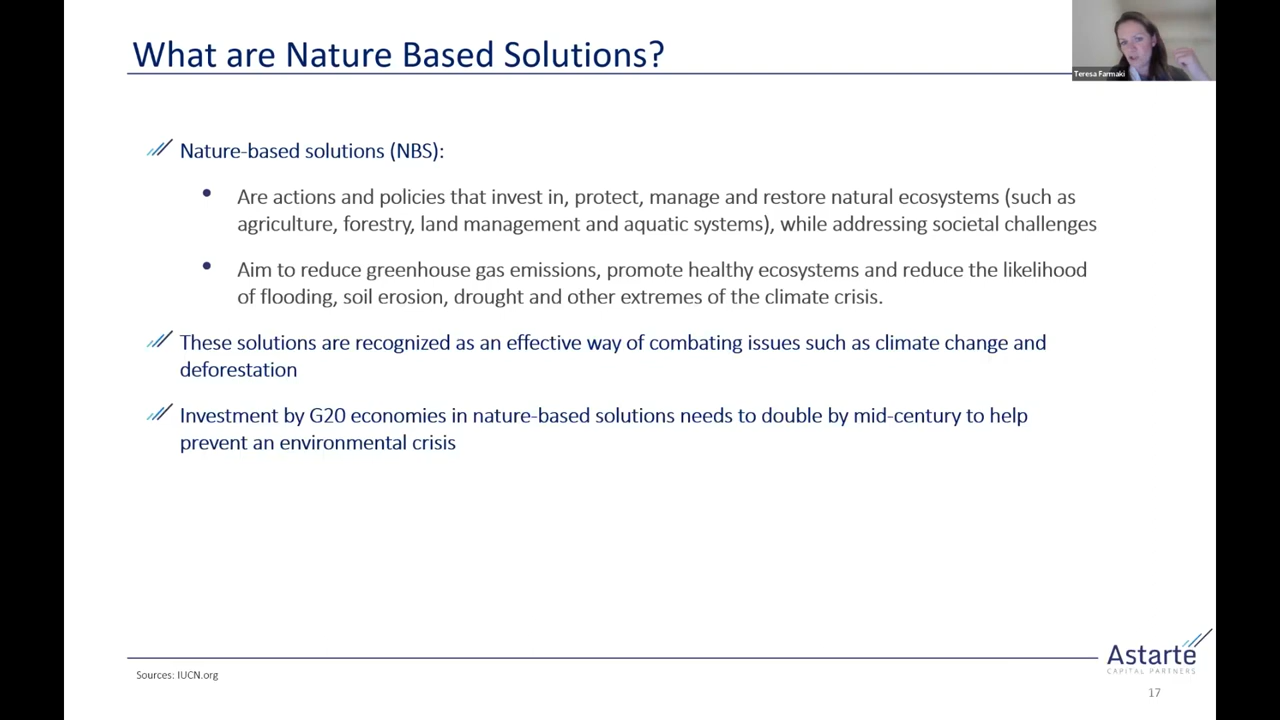 What are Nature Based Solutions?
Teresa Farmaki
Nature-based solutions (NBS):
• Are actions and policies that invest in, protect, manage and restore natural ecosystems (such as
agriculture, forestry, land management and aquatic systems), while addressing societal challenges
• Aim to reduce greenhouse gas emissions, promote healthy ecosystems and reduce the likelihood
of flooding, soil erosion, drought and other extremes of the climate crisis.
These solutions are recognized as an effective way of combating issues such as climate change and
deforestation
Investment by G20 economies in nature-based solutions needs to double by mid-century to help
prevent an environmental crisis
Astarte
CAPITAL PARTNERS
Sources: IUCN.org
17